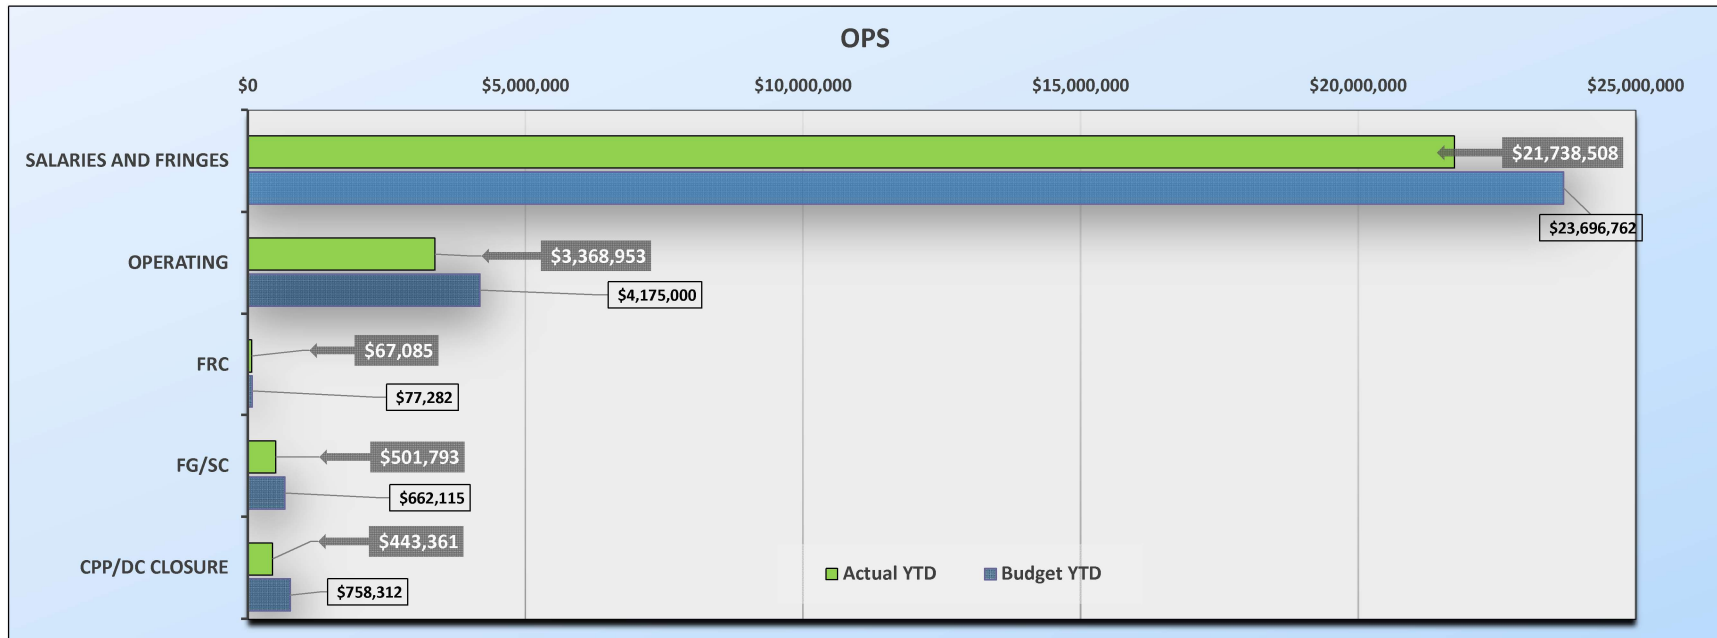 OPS
$0 $5,000,000 $10,000,000 $15,000,000 $20,000,000 $25,000,000
SALARIES AND FRINGES
$21,738,508
$23,696,762
OPERATING
$3,368,953
$4,175,000
FRC
$67,085
$77,282
FG/SC
$501,793
$662,115
CPP/DC CLOSURE
$443,361
$758,312
Actual YTD Budget YTD